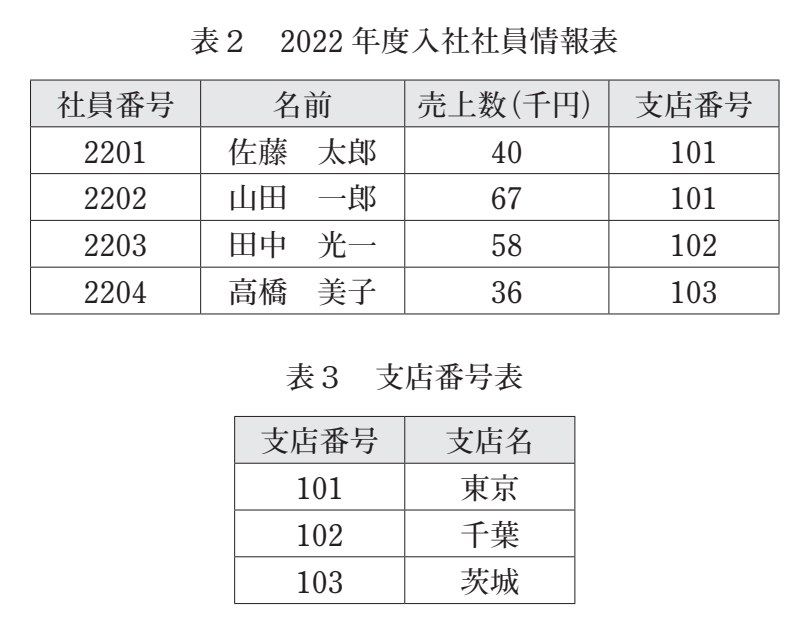 表２　2022 年度入社社員情報表
社員番号 名前 売上数(千円) 支店番号
2201 佐藤　太郎 40 101
2202 山田　一郎 67 101
2203 田中　光一 58 102
2204 高橋　美子 36 103
表３　支店番号表
支店番号 支店名
101 東京
102 千葉
103 茨城